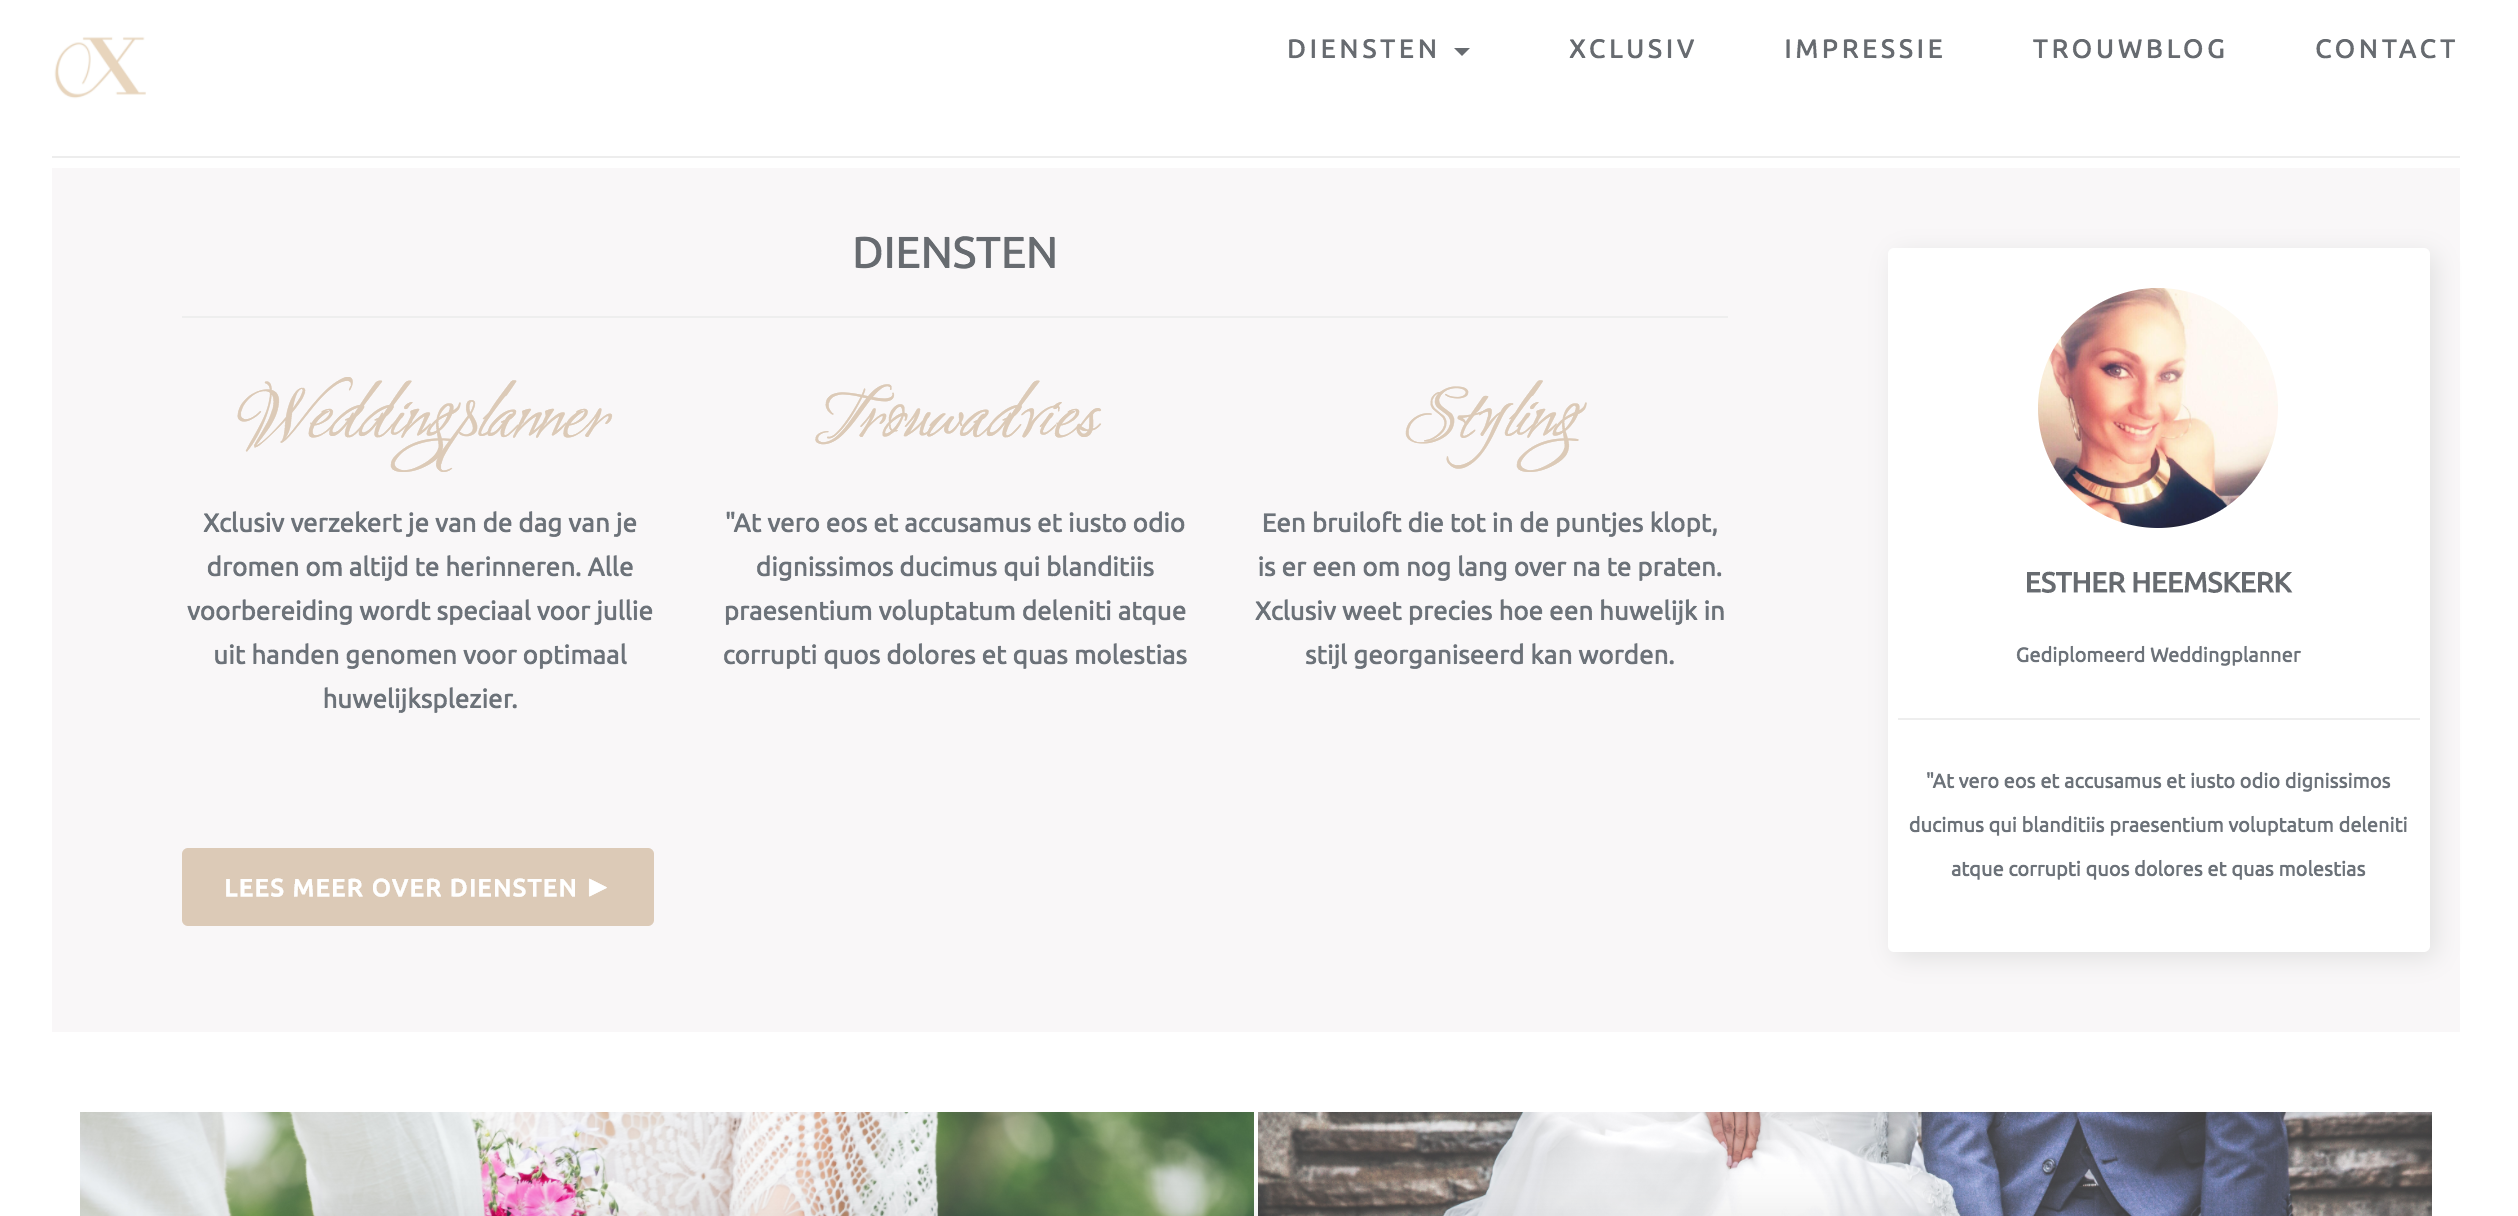 X
DIENSTEN
XCLUSIV
IMPRESSIE
TROUWBLOG
CONTACT
DIENSTEN
Weddingplanner
Xclusiv verzekert je van de dag van je
dromen om altijd te herinneren. Alle
voorbereiding wordt speciaal voor jullie
uit handen genomen voor optimaal
huwelijksplezier.
Trouwadvies
"At vero eos et accusamus et iusto odio
dignissimos ducimus qui blanditiis
praesentium voluptatum deleniti atque
corrupti quos dolores et quas molestias
Styling
Een bruiloft die tot in de puntjes klopt,
is er een om nog lang over na te praten.
Xclusiv weet precies hoe een huwelijk in
stijl georganiseerd kan worden.
LEES MEER OVER DIENSTEN ►
ESTHER HEEMSKERK
Gediplomeerd Weddingplanner
"At vero eos et accusamus et iusto odio dignissimos
ducimus qui blanditiis praesentium voluptatum deleniti
atque corrupti quos dolores et quas molestias